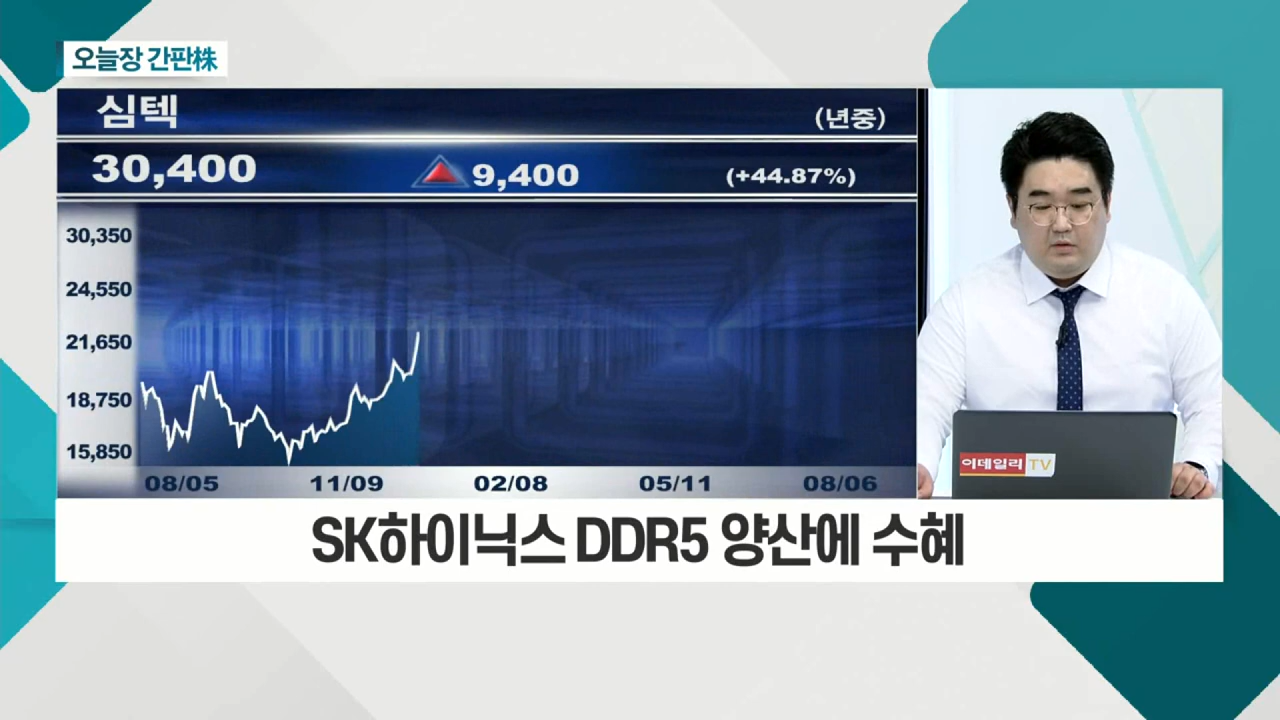 오늘장 간판株
심텍 (년중)
30,400 9,400 (+44.87%)
30,350
24,550
21,650
18,750
15,850
08/05 11/09 02/08 05/11 08/06
이데일리 TV
SK하이닉스 DDR5 양산에 수혜